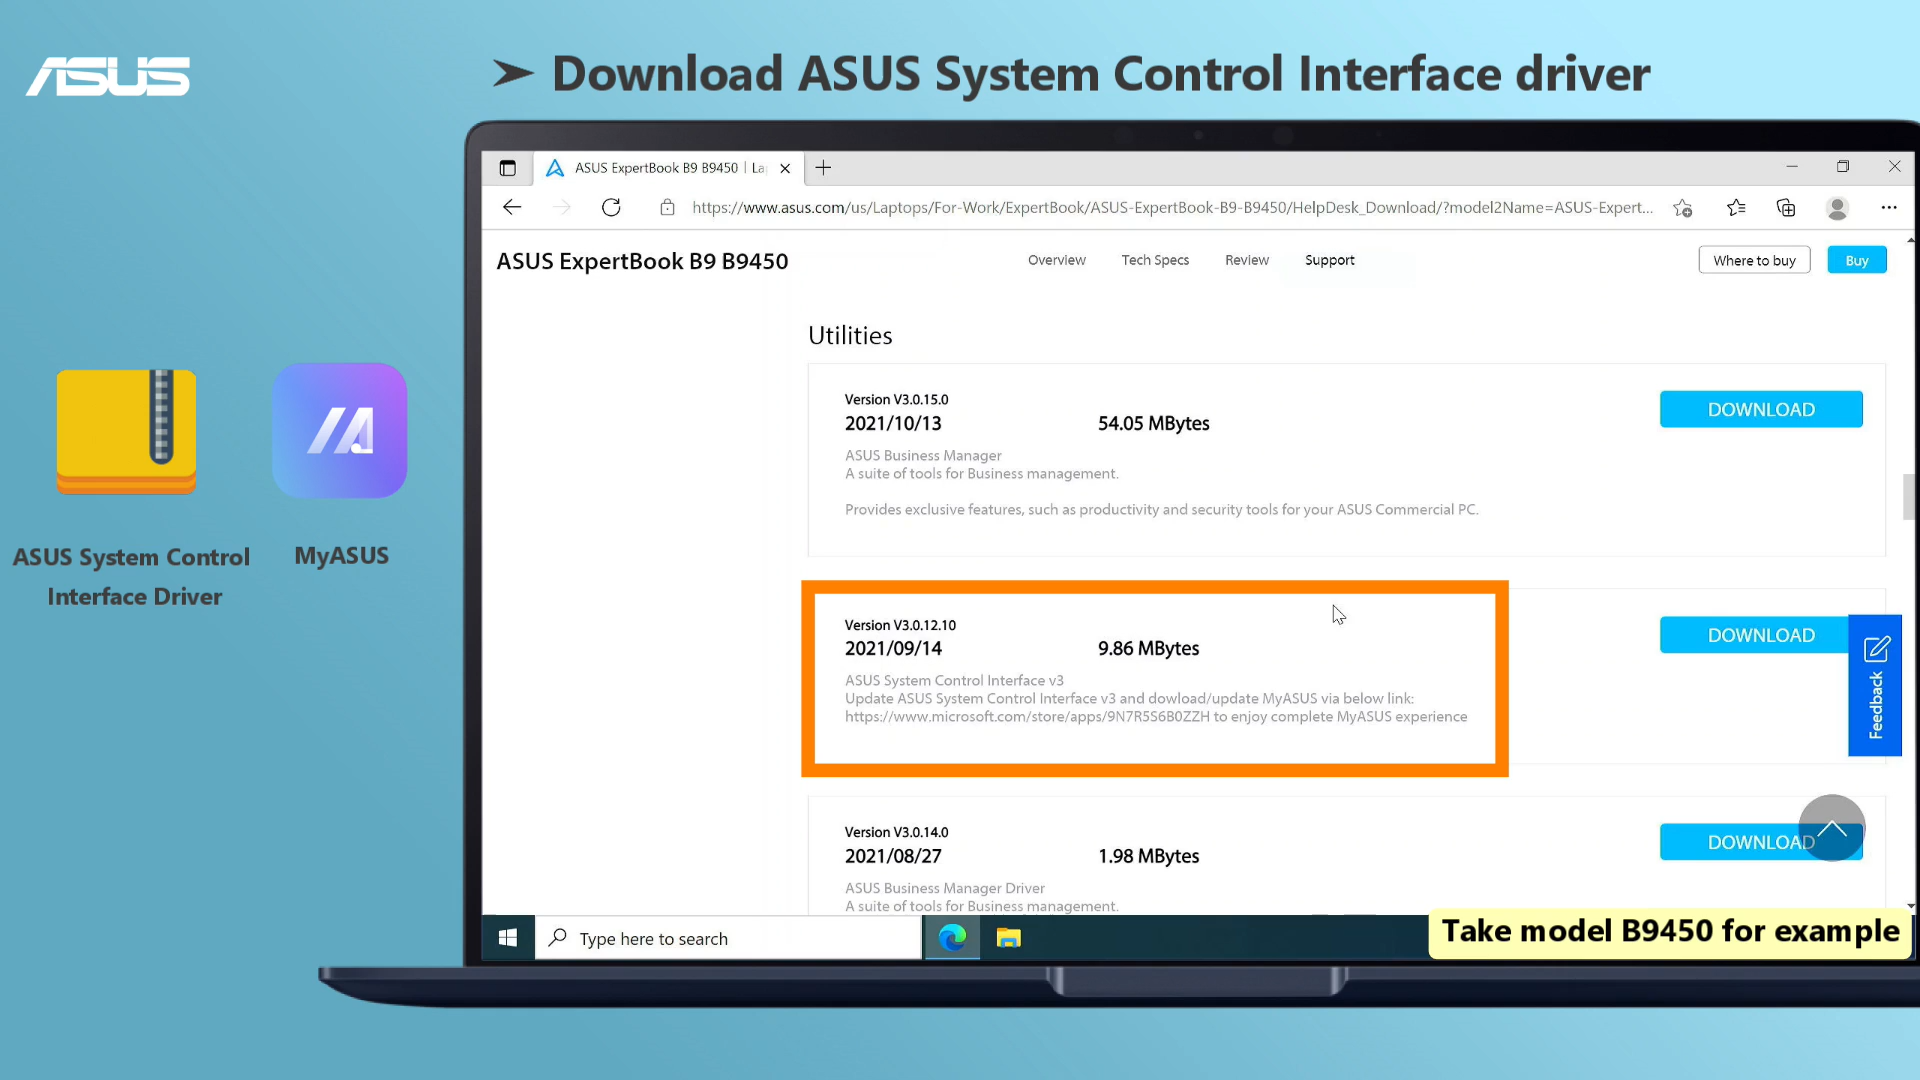 ASUS
➤ Download ASUS System Control Interface driver
ASUS ExpertBook B9 B9450 | La
https://www.asus.com/us/Laptops/For-Work/ExpertBook/ASUS-ExpertBook-B9-B9450/HelpDesk_Download/?model2Name=ASUS-Expert...
ASUS ExpertBook B9 B9450
Overview
Tech Specs
Review
Support
Where to buy
Buy
Utilities
Version V3.0.15.0
2021/10/13
54.05 MBytes
DOWNLOAD
ASUS Business Manager
A suite of tools for Business management.
Provides exclusive features, such as productivity and security tools for your ASUS Commercial PC.
Version V3.0.12.10
2021/09/14
9.86 MBytes
DOWNLOAD
ASUS System Control Interface v3
Update ASUS System Control Interface v3 and dowload/update MyASUS via below link:
https://www.microsoft.com/store/apps/9N7R5S6B0ZZH to enjoy complete MyASUS experience
Feedback
Version V3.0.14.0
2021/08/27
1.98 MBytes
DOWNLOAD
ASUS Business Manager Driver
A suite of tools for Business management.
Type here to search
Take model B9450 for example
ASUS System Control
Interface Driver
MyASUS